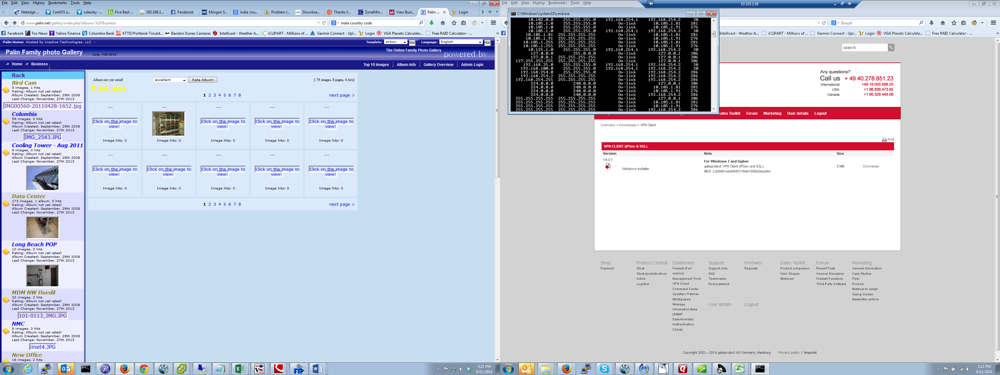 File Edit View History Bookmarks Tools Help
Netedge ... CentOS a... odessky -... Five Best ... 192.168.1... Facebook Morgan S... india cou... Problem l... Downloa... Thanks f... ZoneMin... View Busi... Palin ... Login
www.palin.net/gallery/index.php?album=%2FBusiness
india country code
Facebook Fox News Yahoo Finance Columbia Bank KTTD/Portland-Troutd... Bandon Dunes Cameras Intellicast - Weather A... iCLIPART - Millions of ... Garmin Connect - Upl... Login VGA Planets Calculato... Free RAID Calculator - ...
Palin Home: Hosted by Inactive Technologies, LLC -
Template: zirkon Go Language: English Go
Palin Family photo Gallery
June, 11th 2014
The Online Family Photo Gallery
powered by
-> Home -> Business
Top 10 Images Album-Info Gallery Overview Admin-Login
Back
Bird Cam
5 images, 1 hits
Rating: Album not yet rated!
Album Created: September, 29th 2008
Last Change: November, 27th 2013
IMG00560-20110428-1652.jpg
Columbia
59 images, 0 hits
Rating: Album not yet rated!
Album Created: September, 29th 2008
Last Change: November, 27th 2013
IMG_2543.JPG
Cooling Tower - Aug 2011
9 images, 0 hits
Rating: Album not yet rated!
Album Created: September, 29th 2008
Last Change: November, 27th 2013
Data Center
173 images, 1 album, 0 hits
Rating: Album not yet rated!
Album Created: September, 29th 2008
Last Change: November, 27th 2013
Long Beach POP
10 images, 0 hits
Rating: Album not yet rated!
Album Created: September, 29th 2008
Last Change: November, 27th 2013
MDM NW Duedil
23 images, 2 hits
Rating: Album not yet rated!
Album Created: September, 29th 2008
Last Change: November, 27th 2013
101-0113_IMG.JPG
NMC
8 images, 0 hits
Rating: Album not yet rated!
Album Created: September, 29th 2008
Last Change: November, 27th 2013
iinet4.JPG
New Office
18 images, 2 hits
Album not yet rated! excellent Rate Album! [ 79 images, 8 pages, 4 hits]
Business
1 2 3 4 5 6 7 8 next page >
--- --- --- --- ---
Click on the image to view! Click on the image to view! Click on the image to view! Click on the image to view!
Image hits: 0 Image hits: 0 Image hits: 0 Image hits: 0 Image hits: 0
--- --- --- --- ---
Click on the image to view! Click on the image to view! Click on the image to view! Click on the image to view! Click on the image to view!
Image hits: 0 Image hits: 0 Image hits: 0 Image hits: 0 Image hits: 0
1 2 3 4 5 6 7 8 next page >
5:21 PM
6/11/2014
File Edit View History Bookmarks Tools Help
10.105.1.91
C:\Windows\system32\cmd.exe
10.102.0.0 255.255.255.0 192.168.254.1 192.168.254.2 30
10.105.1.0 255.255.255.0 On-link 10.105.1.81 281
10.105.1.0 255.255.255.0 On-link 10.105.1.91 276
10.105.1.0 255.255.255.0 192.168.254.1 192.168.254.2 30
10.105.1.81 255.255.255.255 On-link 10.105.1.81 281
10.105.1.91 255.255.255.255 On-link 10.105.1.91 276
10.105.1.255 255.255.255.255 On-link 10.105.1.81 281
10.105.1.255 255.255.255.255 On-link 10.105.1.91 276
10.125.1.0 255.255.255.0 192.168.254.1 192.168.254.2 30
127.0.0.0 255.0.0.0 On-link 127.0.0.1 306
127.0.0.1 255.255.255.255 On-link 127.0.0.1 306
127.255.255.255 255.255.255.255 On-link 127.0.0.1 306
192.168.35.0 255.255.255.0 192.168.254.1 192.168.254.2 30
192.168.100.0 255.255.255.0 192.168.254.1 192.168.254.2 30
192.168.254.0 255.255.255.0 On-link 192.168.254.2 286
192.168.254.2 255.255.255.255 On-link 192.168.254.2 286
192.168.254.255 255.255.255.255 On-link 192.168.254.2 286
224.0.0.0 240.0.0.0 On-link 127.0.0.1 306
224.0.0.0 240.0.0.0 On-link 10.105.1.81 281
224.0.0.0 240.0.0.0 On-link 10.105.1.91 276
224.0.0.0 240.0.0.0 On-link 192.168.254.2 286
255.255.255.255 255.255.255.255 On-link 127.0.0.1 306
255.255.255.255 255.255.255.255 On-link 10.105.1.81 281
255.255.255.255 255.255.255.255 On-link 10.105.1.91 276
255.255.255.255 255.255.255.255 On-link 192.168.254.2 286
Google
Intellicast - Weather A... iCLIPART - Millions of ... Garmin Connect - Upl... Login VGA Planets Calculato... Free RAID Calculator - ...
search
Any questions?
Call us + 49 40.278.851.23
International +49 18.055.588.25
USA +1 88.836.473.82
Canada +1 85.528.449.06
Sales Toolkit Forum Marketing User details Logout
Overview > Downloads > VPN Client
Print
VPN CLIENT (IPSec & SSL)
Version Note Size
V4.0.1
Windows Installer
For Windows 7 and higher
gateprotect VPN Client (IPSec und SSL)
MD5: c2b8461eedf40011f8d41506e5ea2ebf
5 MB Download
Shop
Payment
Product Central
Stock
Stock (preActivation)
Active
Logistics
Downloads
Firewall (Full
version)
Management Tools
VPN Client
Command Center
Updates / Patches
Whitepapers
Message
Information Base
(SNMP
Datenformate)
Authentication
Clients
Support
Support Jobs
FAQ
Teamviewer
Root password
PreSales
Requests
Sales Toolkit
Product comparison
Visio Shapes
Webinars
Forum
Recent Posts
General Discussion
Firewall Functions
Third-Party Software
Marketing
General Information
Case Studies
Flyer
Product
Material to adapt
Sizing Guides
Newsletter archive
User details
Logout
Copyright 2002 – 2014 gateprotect AG Germany, Hamburg Privacy policy | Imprint
5:22 PM
6/11/2014